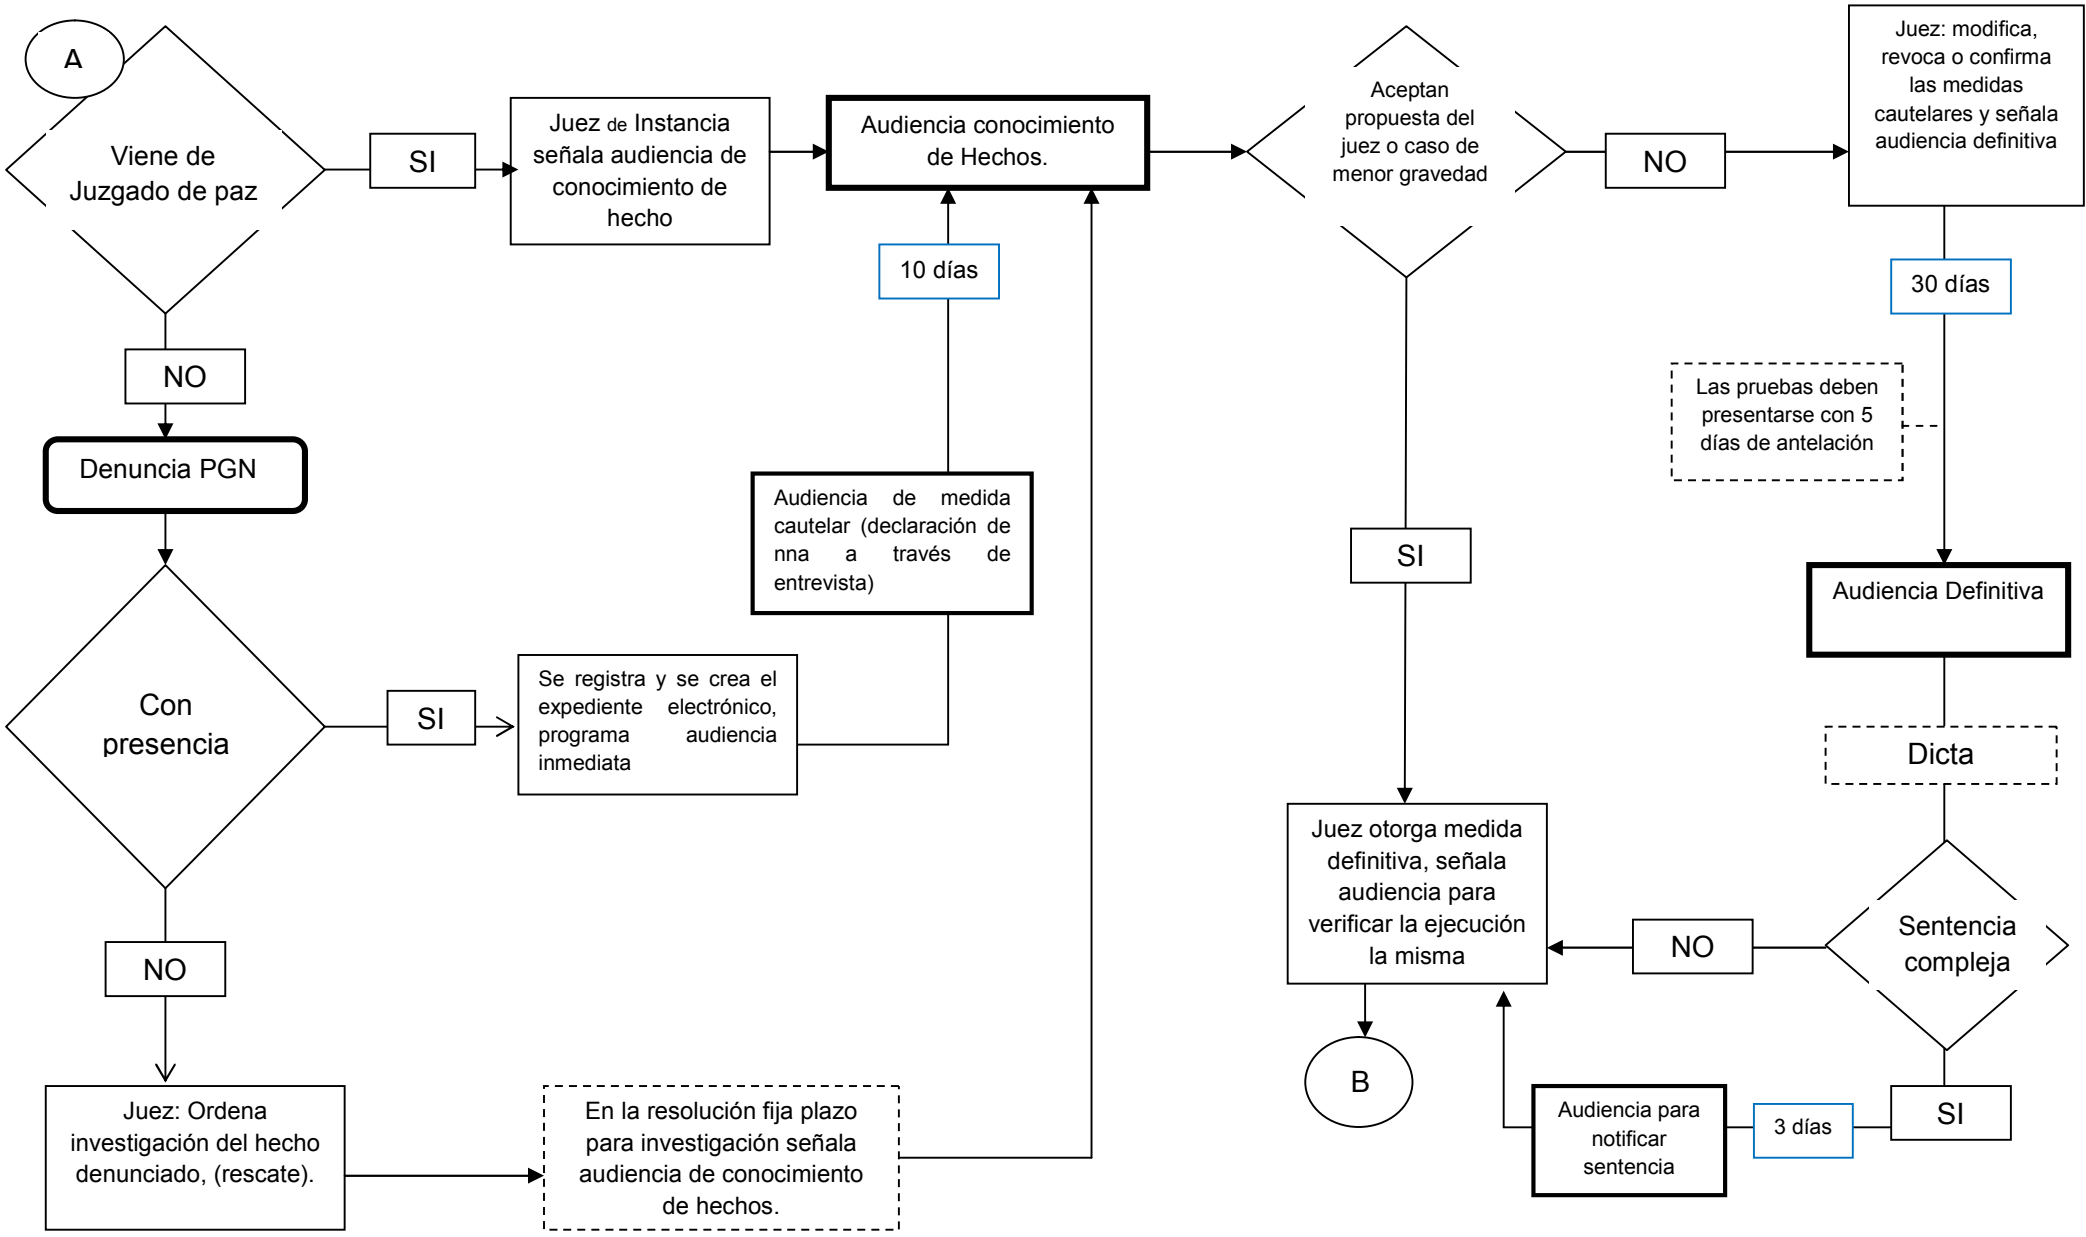 A
Viene de
Juzgado de paz
SI
Juez de Instancia
señala audiencia de
conocimiento de
hecho
Audiencia conocimiento
de Hechos.
Aceptan
propuesta del
juez o caso de
menor gravedad
NO
Juez: modifica,
revoca o confirma
las medidas
cautelares y señala
audiencia definitiva
10 días
30 días
NO
Las pruebas deben
presentarse con 5
días de antelación
Denuncia PGN
Audiencia de medida
cautelar (declaración de
nna a través de
entrevista)
SI
Audiencia Definitiva
Con
presencia
SI
Se registra y se crea el
expediente electrónico,
programa audiencia
inmediata
Dicta
Juez otorga medida
definitiva, señala
audiencia para
verificar la ejecución
la misma
NO
Sentencia
compleja
NO
B
Juez: Ordena
investigación del hecho
denunciado, (rescate).
En la resolución fija plazo
para investigación señala
audiencia de conocimiento
de hechos.
Audiencia para
notificar
sentencia
3 días
SI